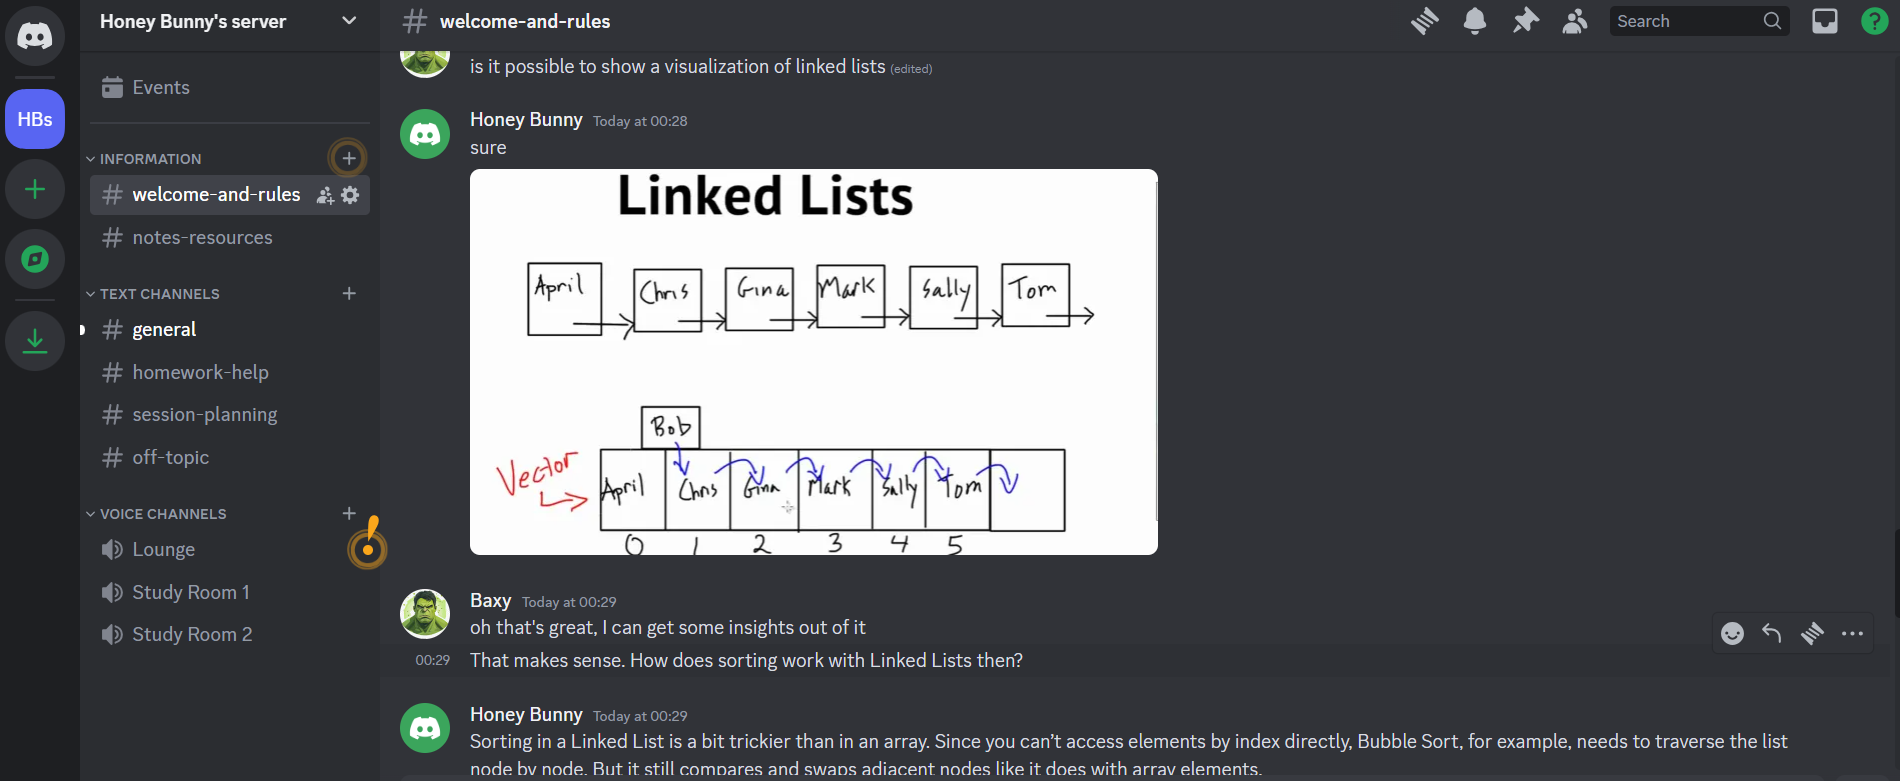 Honey Bunny's server
welcome-and-rules
Search
HBs
Events
INFORMATION
welcome-and-rules
notes-resources
TEXT CHANNELS
general
homework-help
session-planning
off-topic
VOICE CHANNELS
Lounge
Study Room 1
Study Room 2
is it possible to show a visualization of linked lists (edited)
Honey Bunny Today at 00:28
sure
Linked Lists
April Chris Gina Mark Sally Tom
Bob
Vector
April Chris Gina Mark Sally Tom
0 1 2 3 4 5
Baxy Today at 00:29
oh that's great, I can get some insights out of it
00:29 That makes sense. How does sorting work with Linked Lists then?
Honey Bunny Today at 00:29
Sorting in a Linked List is a bit trickier than in an array. Since you can’t access elements by index directly, Bubble Sort, for example, needs to traverse the list
node by node. But it still compares and swaps adjacent nodes like it does with array elements.